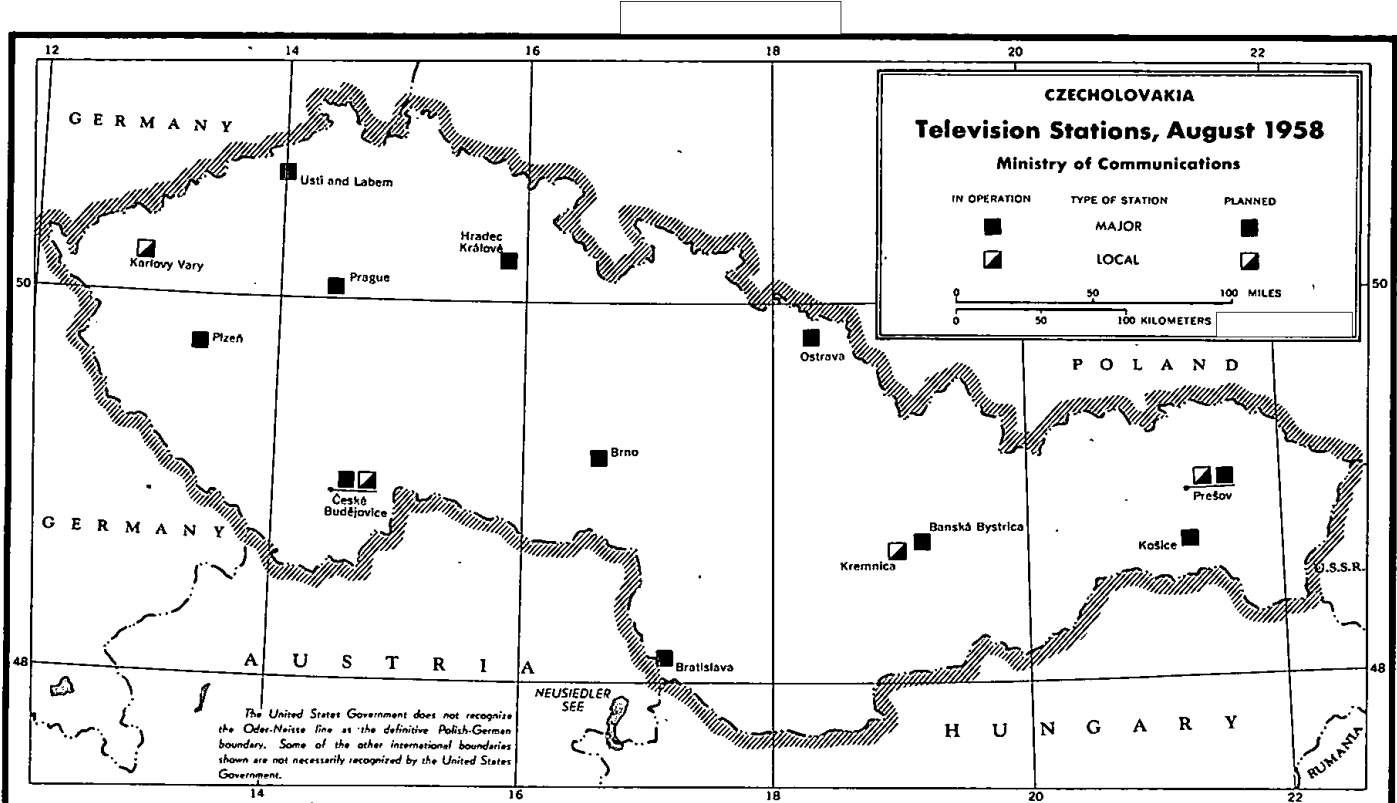 12 14 16 18 20 22
CZECHOLOVAKIA
Television Stations, August 1958
Ministry of Communications
IN OPERATION TYPE OF STATION PLANNED
MAJOR
LOCAL
0 50 100 MILES
0 50 100 KILOMETERS
GERMANY
Usti and Labem
Hradec
Králové
Karlovy Vary
Prague
50 50
Plzeň
Ostrava
POLAND
Brno
České
Budějovice
Prešov
GERMANY
Banská Bystrica
Košice
Kremnica
U.S.S.R.
48 48
AUSTRIA
Bratislava
NEUSIEDLER
SEE
HUNGARY
RUMANIA
The United States Government does not recognize
the Oder-Neisse line as the definitive Polish-German
boundary. Some of the other international boundaries
shown are not necessarily recognized by the United States
Government.
14 16 18 20 22